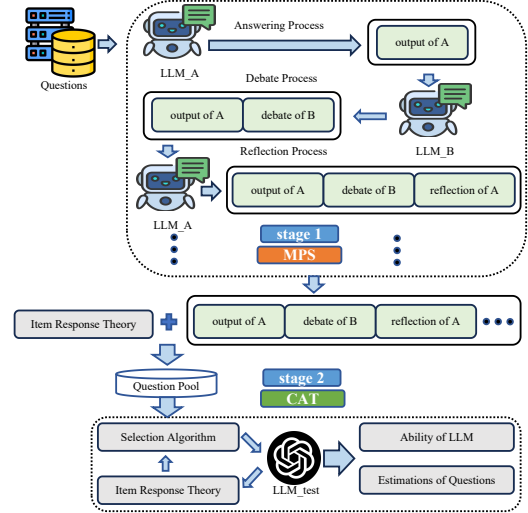 Answering Process
LLM_A
output of A
Questions
Debate Process
output of A debate of B
LLM_B
Reflection Process
LLM_A
output of A debate of B reflection of A
stage 1
MPS
Item Response Theory
output of A debate of B reflection of A
Question Pool
stage 2
CAT
Selection Algorithm
Ability of LLM
Item Response Theory
LLM_test
Estimations of Questions